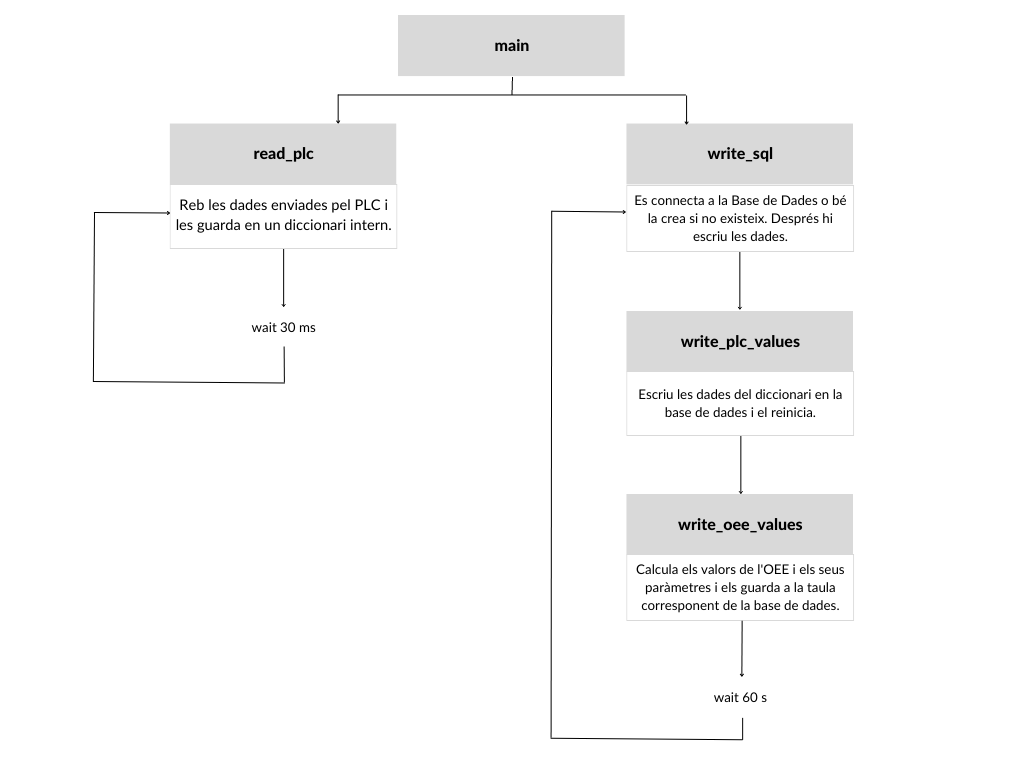 main
read_plc
Reb les dades enviades pel PLC i
les guarda en un diccionari intern.
wait 30 ms
write_sql
Es connecta a la Base de Dades o bé
la crea si no existeix. Després hi
escriu les dades.
write_plc_values
Escriu les dades del diccionari en la
base de dades i el reinicia.
write_oee_values
Calcula els valors de l'OEE i els seus
paràmetres i els guarda a la taula
corresponent de la base de dades.
wait 60 s